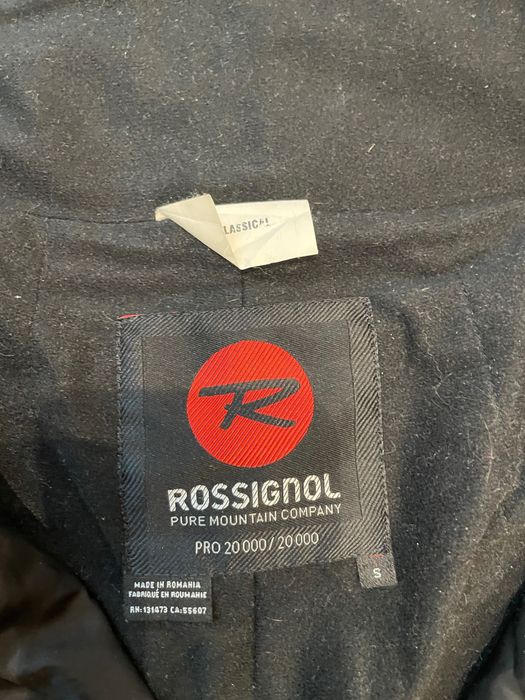 LASSICAL
R
ROSSIGNOL
PURE MOUNTAIN COMPANY
PRO 20 000 / 20 000
S
MADE IN ROMANIA
FABRIQUÉ EN ROUMANIE
RN: 131473 CA: 55607